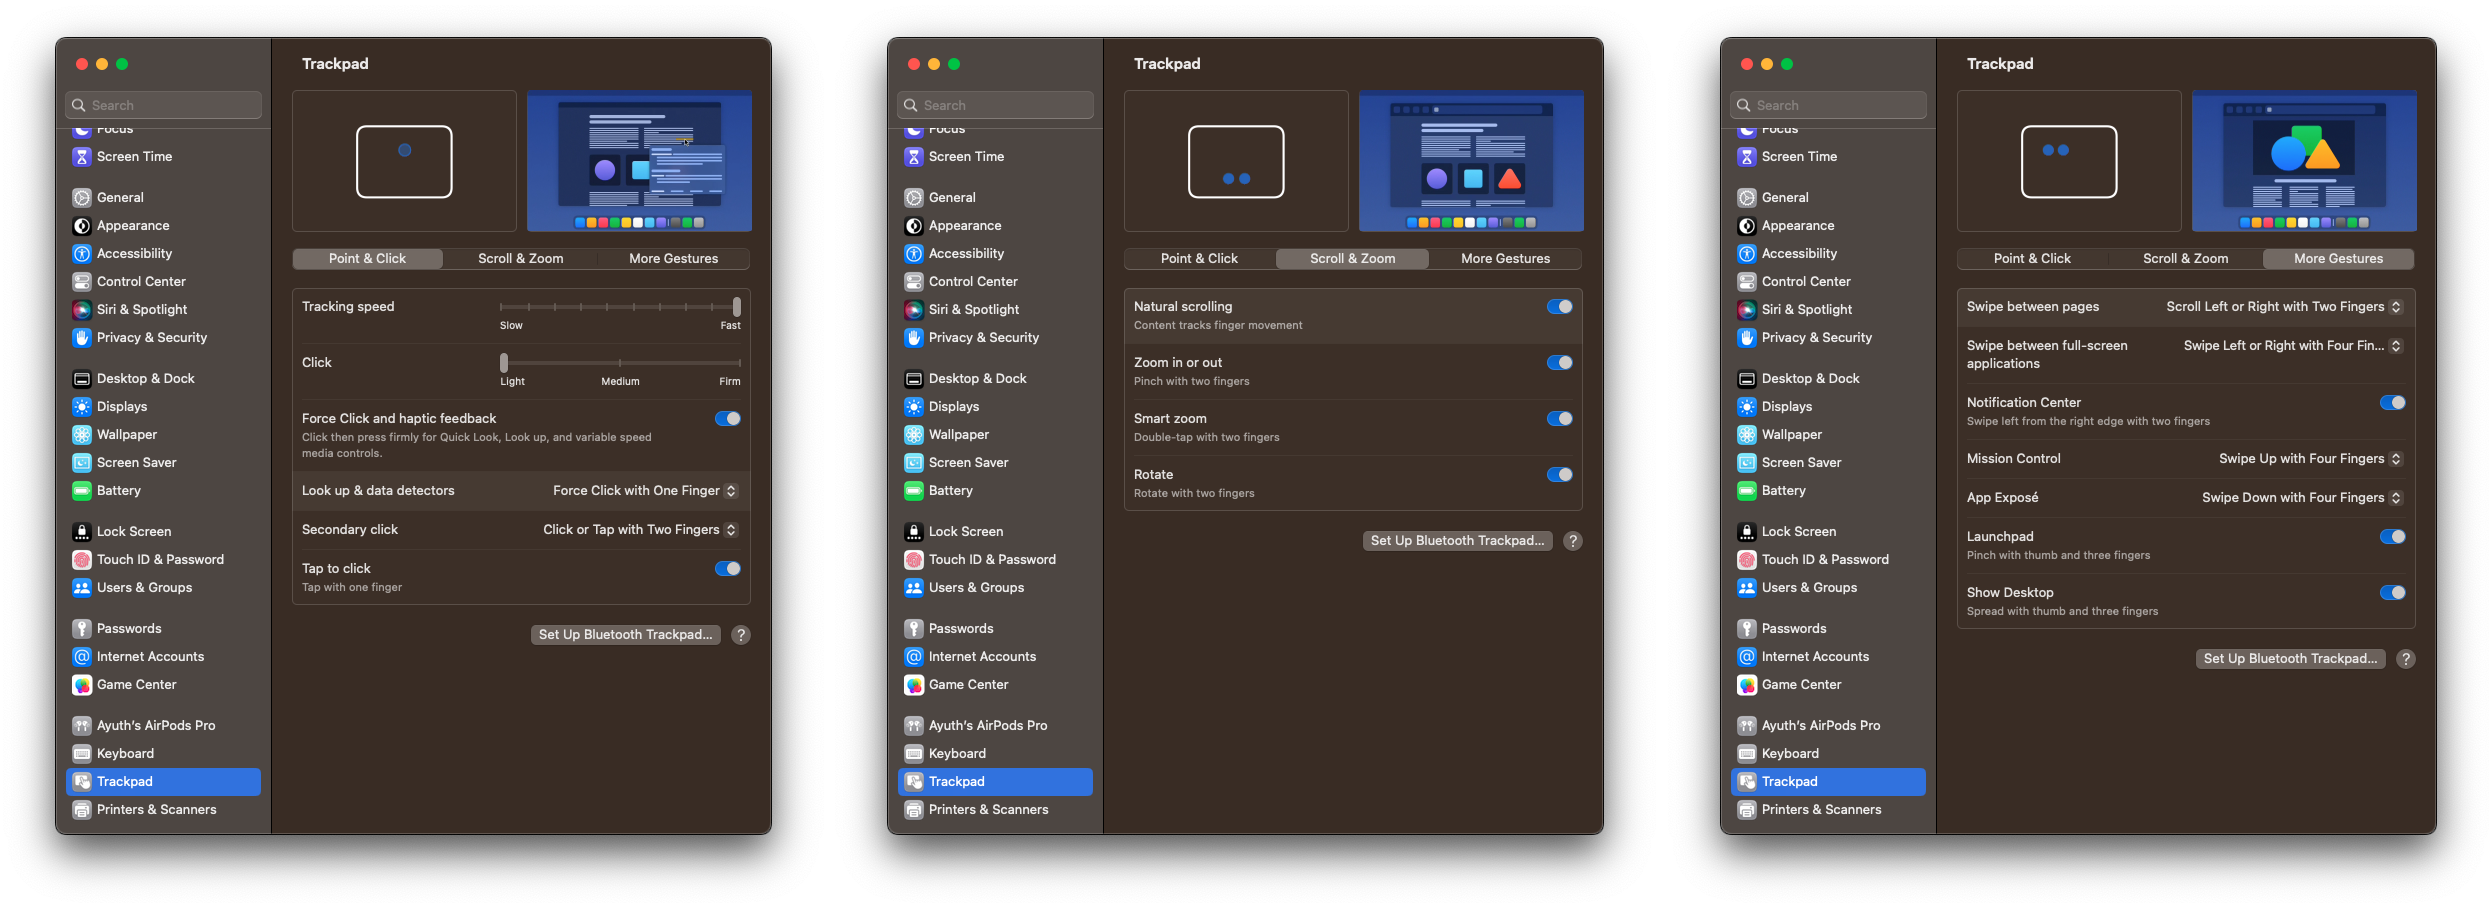 Trackpad
Search
Focus
Screen Time
General
Appearance
Accessibility
Control Center
Siri & Spotlight
Privacy & Security
Desktop & Dock
Displays
Wallpaper
Screen Saver
Battery
Lock Screen
Touch ID & Password
Users & Groups
Passwords
Internet Accounts
Game Center
Ayuth's AirPods Pro
Keyboard
Trackpad
Printers & Scanners
Point & Click
Scroll & Zoom
More Gestures
Tracking speed
Slow
Fast
Click
Light
Medium
Firm
Force Click and haptic feedback
Click then press firmly for Quick Look, Look up, and variable speed
media controls.
Look up & data detectors
Force Click with One Finger
Secondary click
Click or Tap with Two Fingers
Tap to click
Tap with one finger
Set Up Bluetooth Trackpad...
?
Trackpad
Search
Focus
Screen Time
General
Appearance
Accessibility
Control Center
Siri & Spotlight
Privacy & Security
Desktop & Dock
Displays
Wallpaper
Screen Saver
Battery
Lock Screen
Touch ID & Password
Users & Groups
Passwords
Internet Accounts
Game Center
Ayuth's AirPods Pro
Keyboard
Trackpad
Printers & Scanners
Point & Click
Scroll & Zoom
More Gestures
Natural scrolling
Content tracks finger movement
Zoom in or out
Pinch with two fingers
Smart zoom
Double-tap with two fingers
Rotate
Rotate with two fingers
Set Up Bluetooth Trackpad...
?
Trackpad
Search
Focus
Screen Time
General
Appearance
Accessibility
Control Center
Siri & Spotlight
Privacy & Security
Desktop & Dock
Displays
Wallpaper
Screen Saver
Battery
Lock Screen
Touch ID & Password
Users & Groups
Passwords
Internet Accounts
Game Center
Ayuth's AirPods Pro
Keyboard
Trackpad
Printers & Scanners
Point & Click
Scroll & Zoom
More Gestures
Swipe between pages
Scroll Left or Right with Two Fingers
Swipe between full-screen
applications
Swipe Left or Right with Four Fin...
Notification Center
Swipe left from the right edge with two fingers
Mission Control
Swipe Up with Four Fingers
App Exposé
Swipe Down with Four Fingers
Launchpad
Pinch with thumb and three fingers
Show Desktop
Spread with thumb and three fingers
Set Up Bluetooth Trackpad...
?